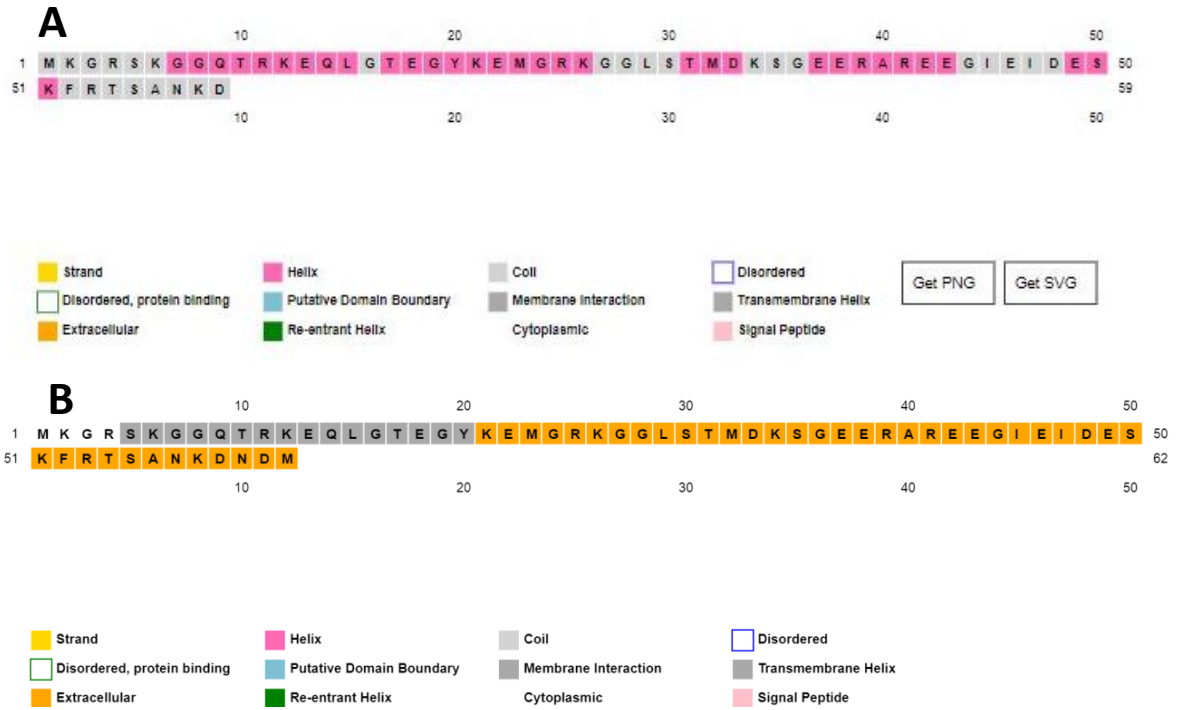 A
10 20 30 40 50
1 M K G R S K G G Q T R K E Q L G T E G Y K E M G R K G G L S T M D K S G E E R A R E E G I E I D E S 50
51 K F R T S A N K D 59
10 20 30 40 50
Strand Helix Coil Disordered Get PNG Get SVG
Disordered, protein binding Putative Domain Boundary Membrane Interaction Transmembrane Helix
Extracellular Re-entrant Helix Cytoplasmic Signal Peptide
B
10 20 30 40 50
1 M K G R S K G G Q T R K E Q L G T E G Y K E M G R K G G L S T M D K S G E E R A R E E G I E I D E S 50
51 K F R T S A N K D N D M 62
10 20 30 40 50
Strand Helix Coil Disordered
Disordered, protein binding Putative Domain Boundary Membrane Interaction Transmembrane Helix
Extracellular Re-entrant Helix Cytoplasmic Signal Peptide